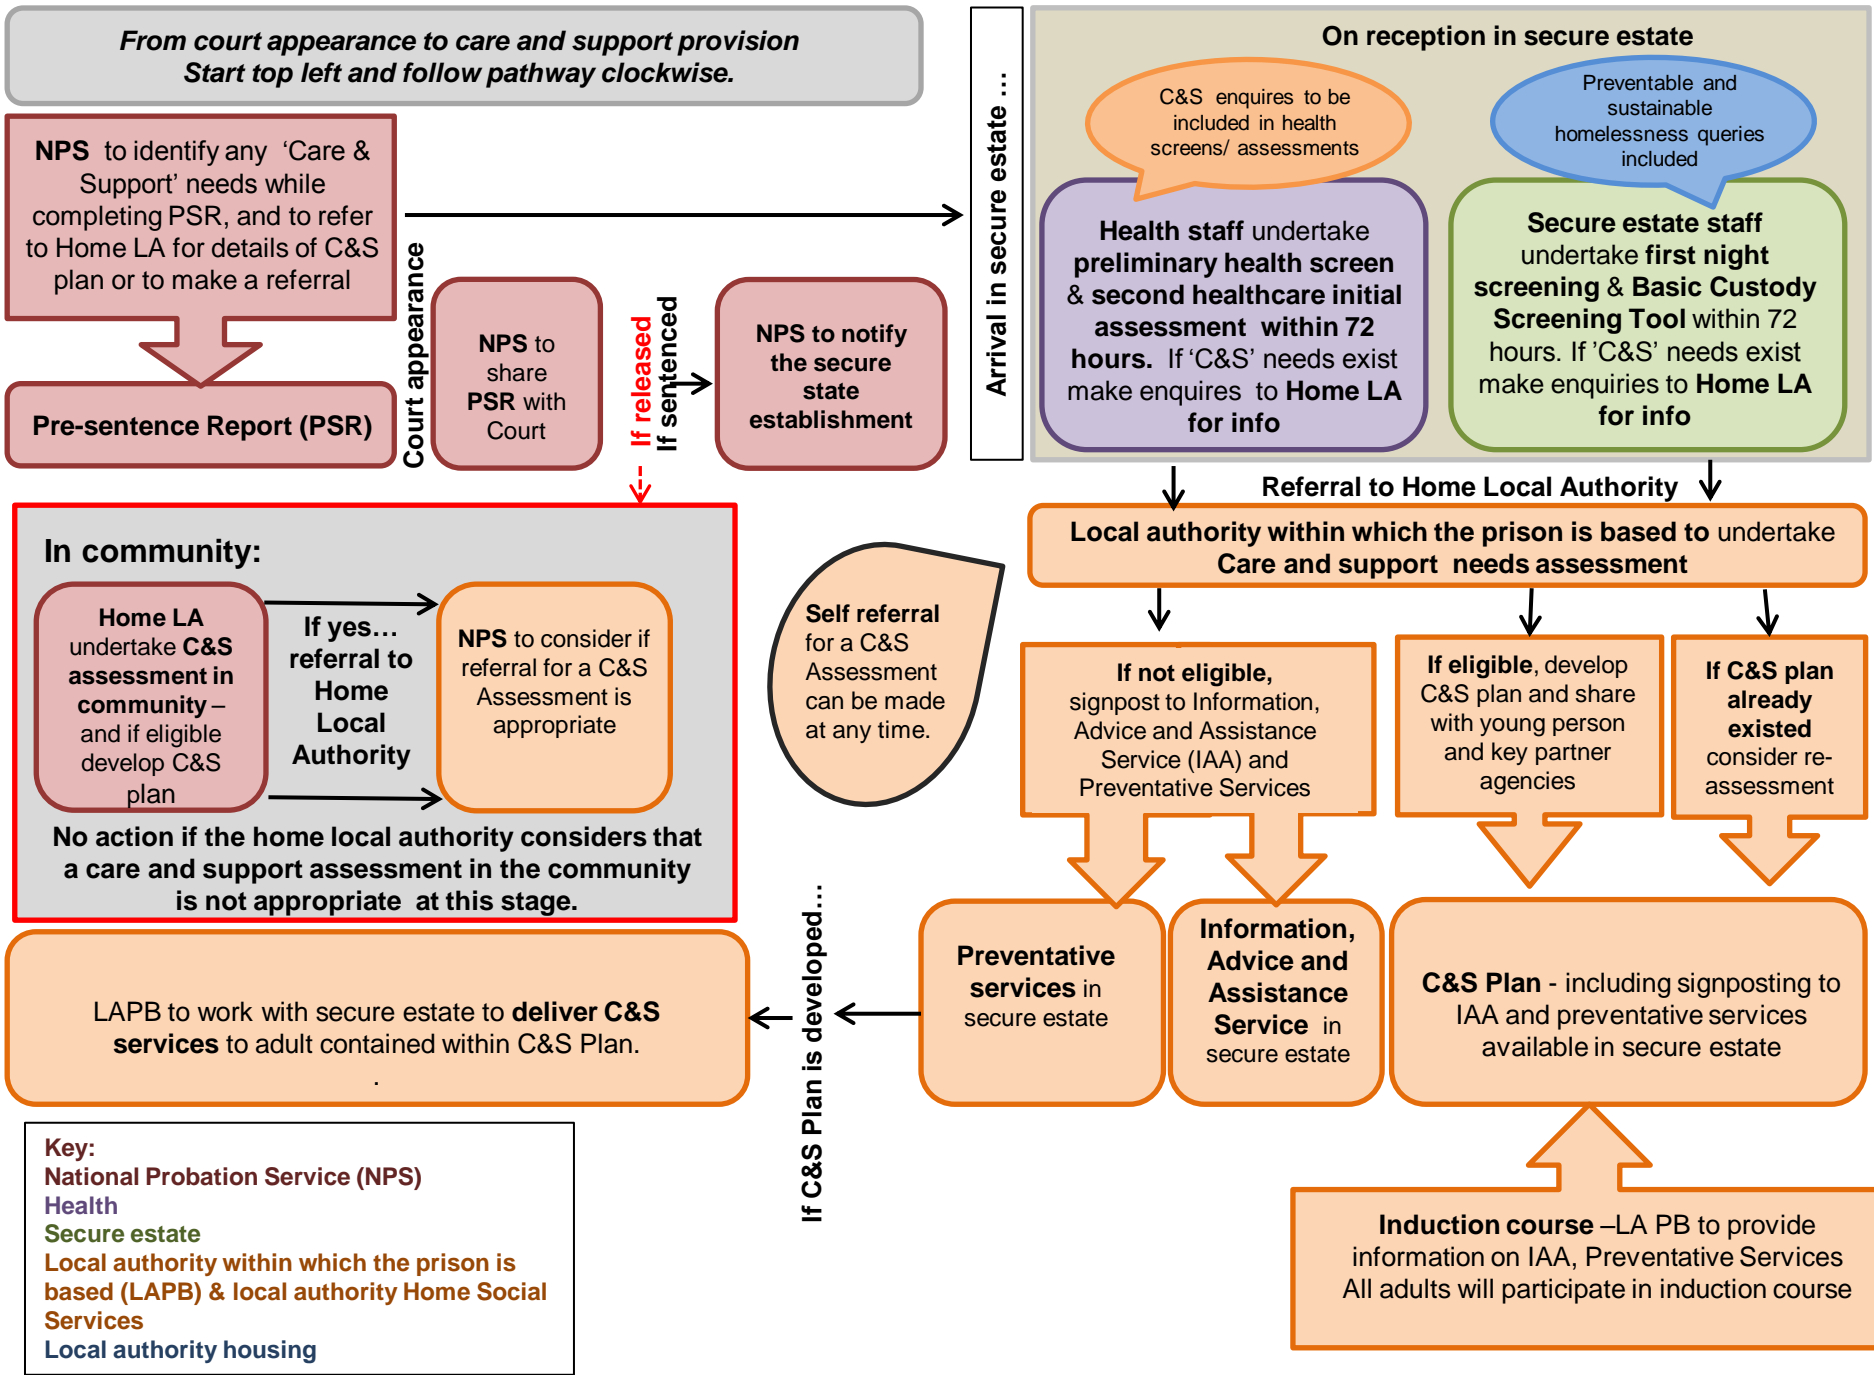 From court appearance to care and support provision
Start top left and follow pathway clockwise.
NPS to identify any ‘Care &
Support’ needs while
completing PSR, and to refer
to Home LA for details of C&S
plan or to make a referral
Pre-sentence Report (PSR)
Court appearance
NPS to
share
PSR with
Court
If released
If sentenced
NPS to notify
the secure
state
establishment
Arrival in secure estate ...
On reception in secure estate
C&S enquires to be
included in health
screens/ assessments
Preventable and
sustainable
homelessness queries
included
Health staff undertake
preliminary health screen
& second healthcare initial
assessment within 72
hours. If ‘C&S’ needs exist
make enquires to Home LA
for info
Secure estate staff
undertake first night
screening & Basic Custody
Screening Tool within 72
hours. If ’C&S’ needs exist
make enquiries to Home LA
for info
Referral to Home Local Authority
Local authority within which the prison is based to undertake
Care and support needs assessment
Self referral
for a C&S
Assessment
can be made
at any time.
If not eligible,
signpost to Information,
Advice and Assistance
Service (IAA) and
Preventative Services
If eligible, develop
C&S plan and share
with young person
and key partner
agencies
If C&S plan
already
existed
consider re-
assessment
In community:
Home LA
undertake C&S
assessment in
community –
and if eligible
develop C&S
plan
If yes…
referral to
Home
Local
Authority
NPS to consider if
referral for a C&S
Assessment is
appropriate
No action if the home local authority considers that
a care and support assessment in the community
is not appropriate at this stage.
Preventative
services in
secure estate
Information,
Advice and
Assistance
Service in
secure estate
C&S Plan - including signposting to
IAA and preventative services
available in secure estate
If C&S Plan is developed…
LAPB to work with secure estate to deliver C&S
services to adult contained within C&S Plan.
.
Induction course –LA PB to provide
information on IAA, Preventative Services
All adults will participate in induction course
Key:
National Probation Service (NPS)
Health
Secure estate
Local authority within which the prison is
based (LAPB) & local authority Home Social
Services
Local authority housing